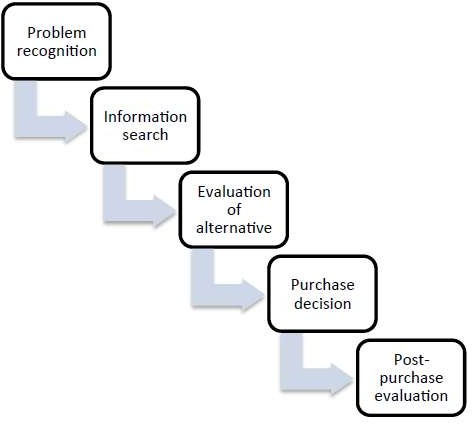 Problem
recognition
Information
search
Evaluation
of
alternative
Purchase
decision
Post-
purchase
evaluation